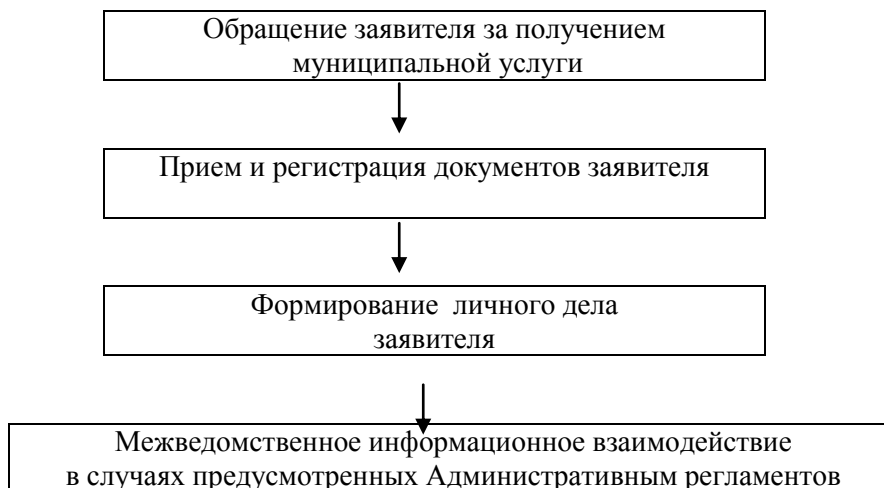 Обращение заявителя за получением
муниципальной услуги
Прием и регистрация документов заявителя
Формирование личного дела
заявителя
Межведомственное информационное взаимодействие
в случаях предусмотренных Административным регламентов